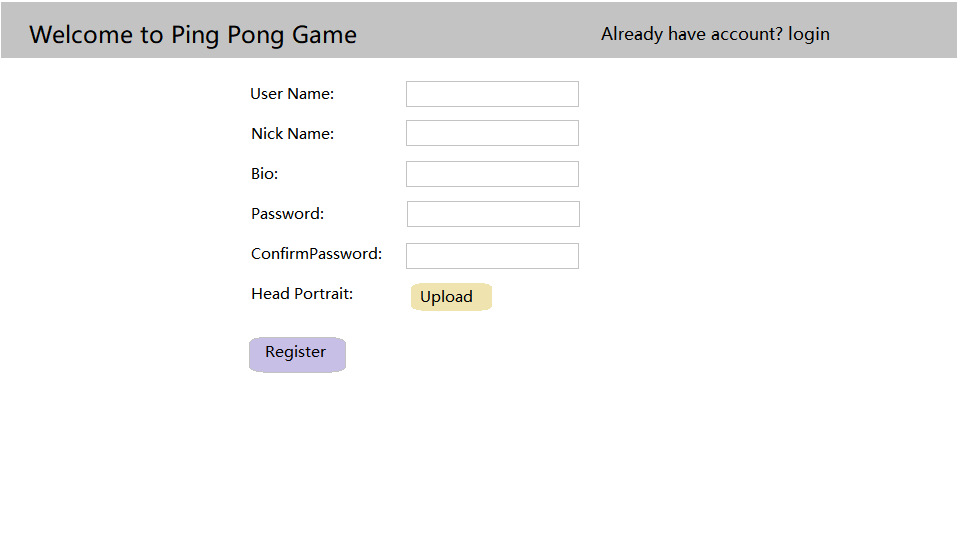 Welcome to Ping Pong Game
Already have account? login
User Name:
Nick Name:
Bio:
Password:
ConfirmPassword:
Head Portrait:
Upload
Register